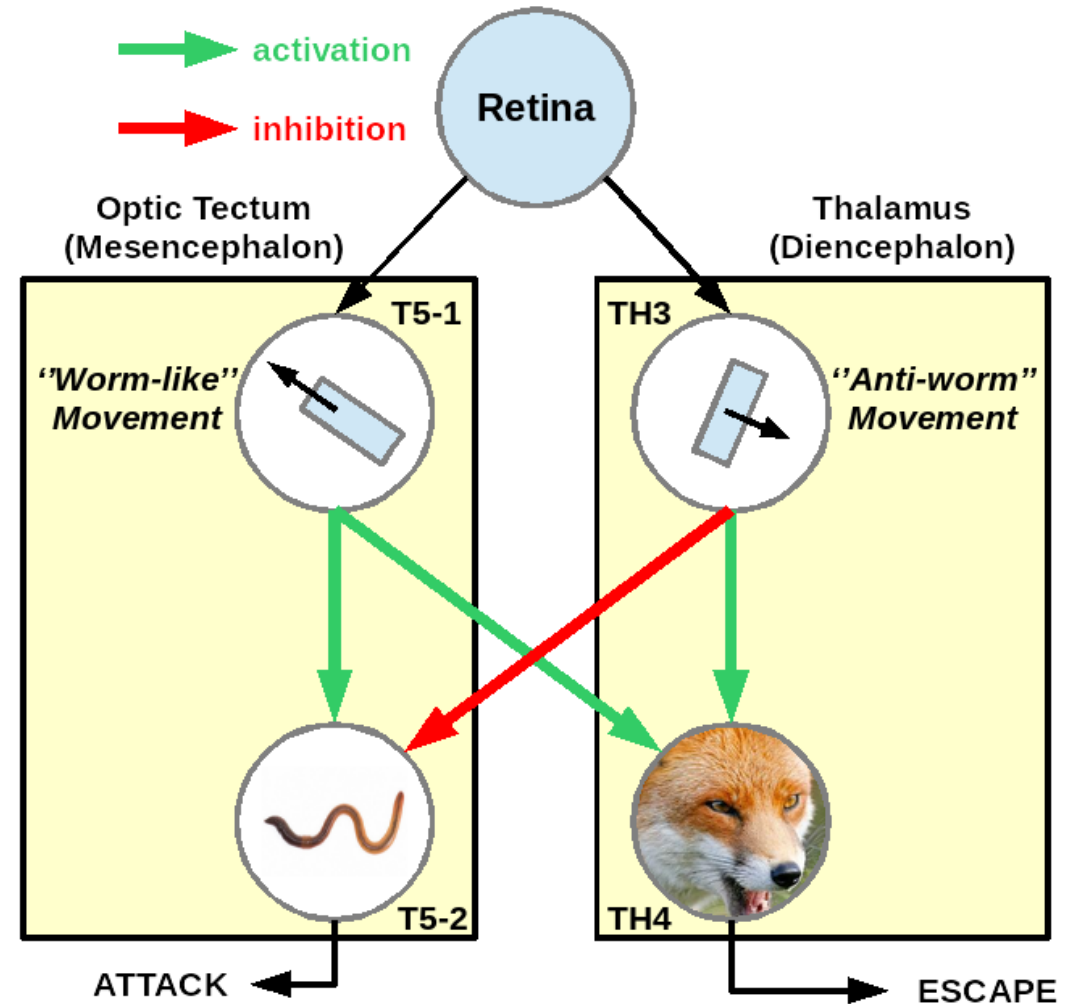 activation
inhibition
Retina
Optic Tectum
(Mesencephalon)
Thalamus
(Diencephalon)
T5-1
TH3
‘’Worm-like’’
Movement
‘’Anti-worm’’
Movement
T5-2
TH4
ATTACK
ESCAPE